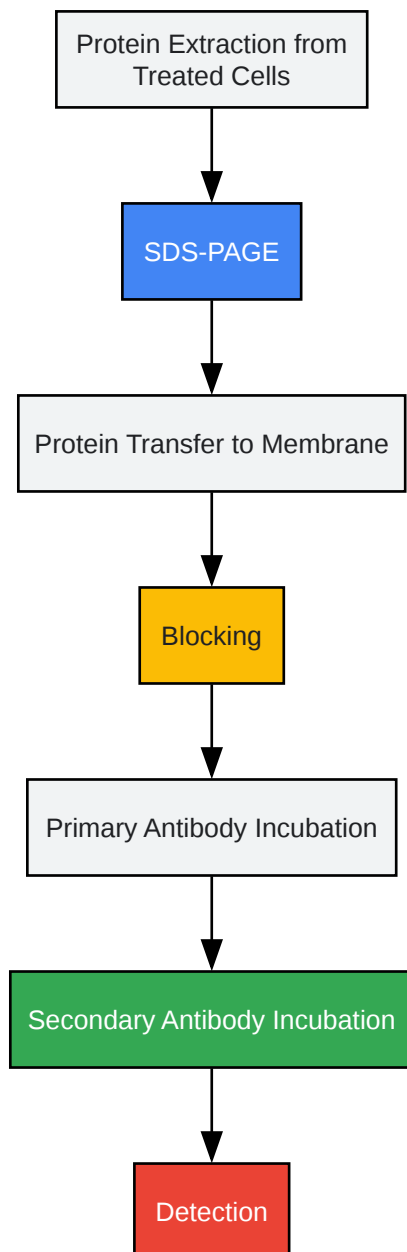 Protein Extraction from
Treated Cells
SDS-PAGE
Protein Transfer to Membrane
Blocking
Primary Antibody Incubation
Secondary Antibody Incubation
Detection